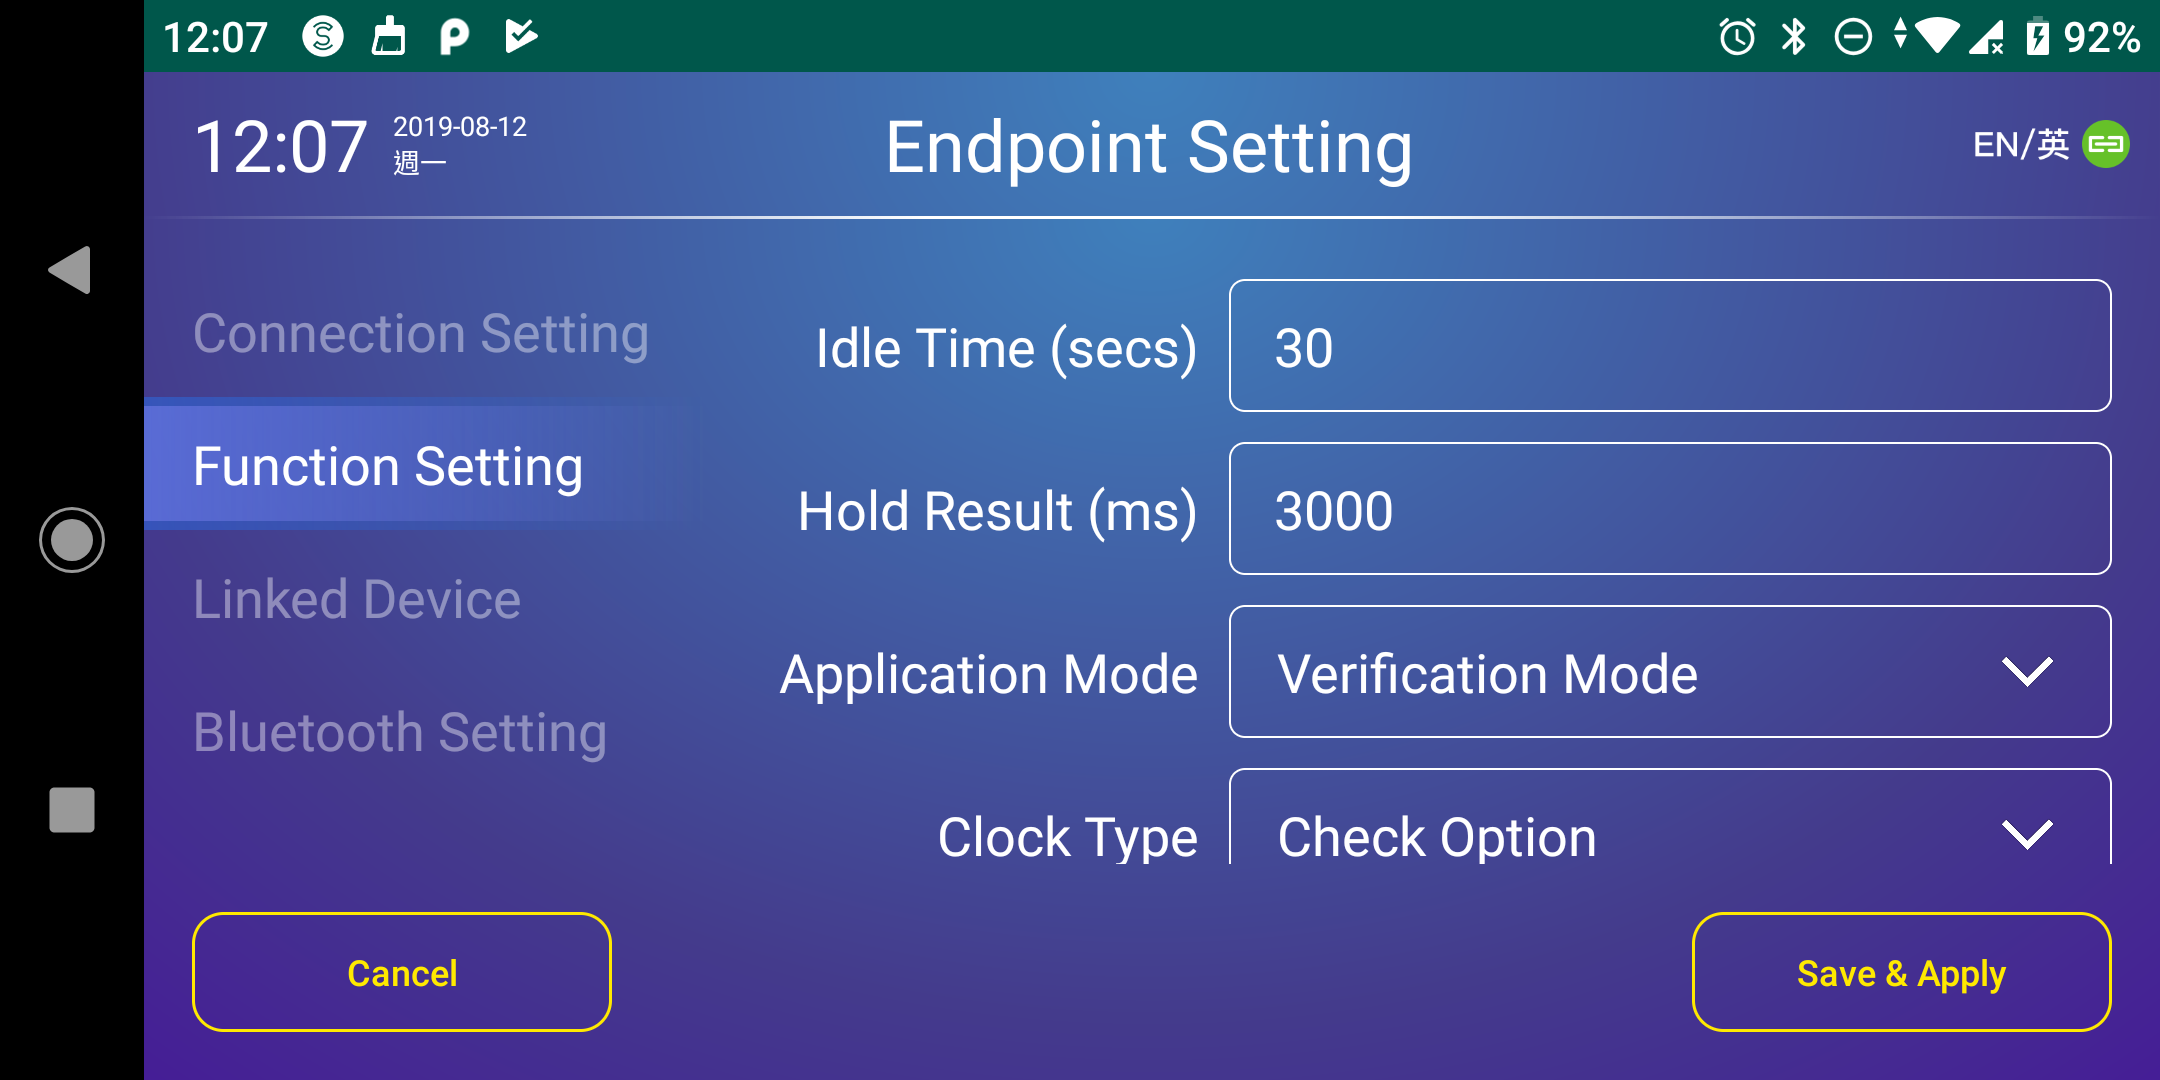 12:07
92%
12:07
2019-08-12
週一
Endpoint Setting
EN/英
Connection Setting
Function Setting
Linked Device
Bluetooth Setting
Idle Time (secs)
30
Hold Result (ms)
3000
Application Mode
Verification Mode
Clock Type
Check Option
Cancel
Save & Apply